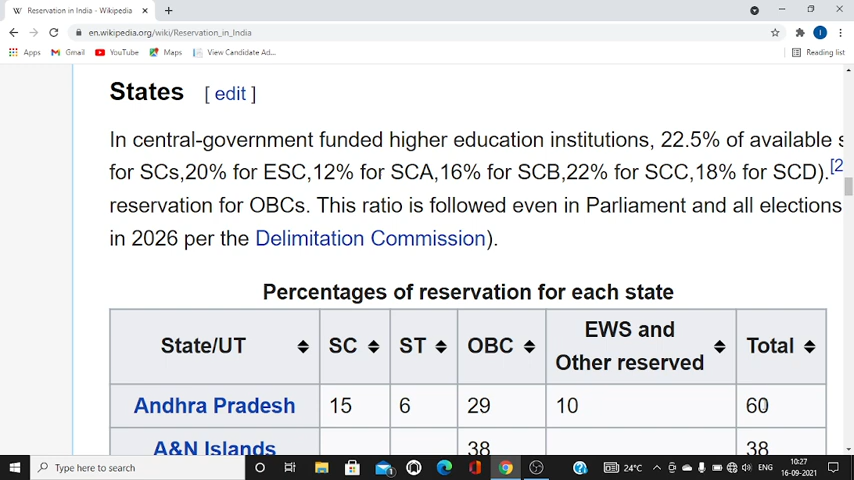 Reservation in India - Wikipedia
en.wikipedia.org/wiki/Reservation_in_India
Apps Gmail YouTube Maps View Candidate Ad... Reading list
States [ edit ]
In central-government funded higher education institutions, 22.5% of available
for SCs,20% for ESC,12% for SCA,16% for SCB,22% for SCC,18% for SCD).[2
reservation for OBCs. This ratio is followed even in Parliament and all elections
in 2026 per the Delimitation Commission).
Percentages of reservation for each state
State/UT SC ST OBC EWS and Other reserved Total
Andhra Pradesh 15 6 29 10 60
A&N Islands 38 38
Type here to search 24°C ENG 10:27
16-09-2021